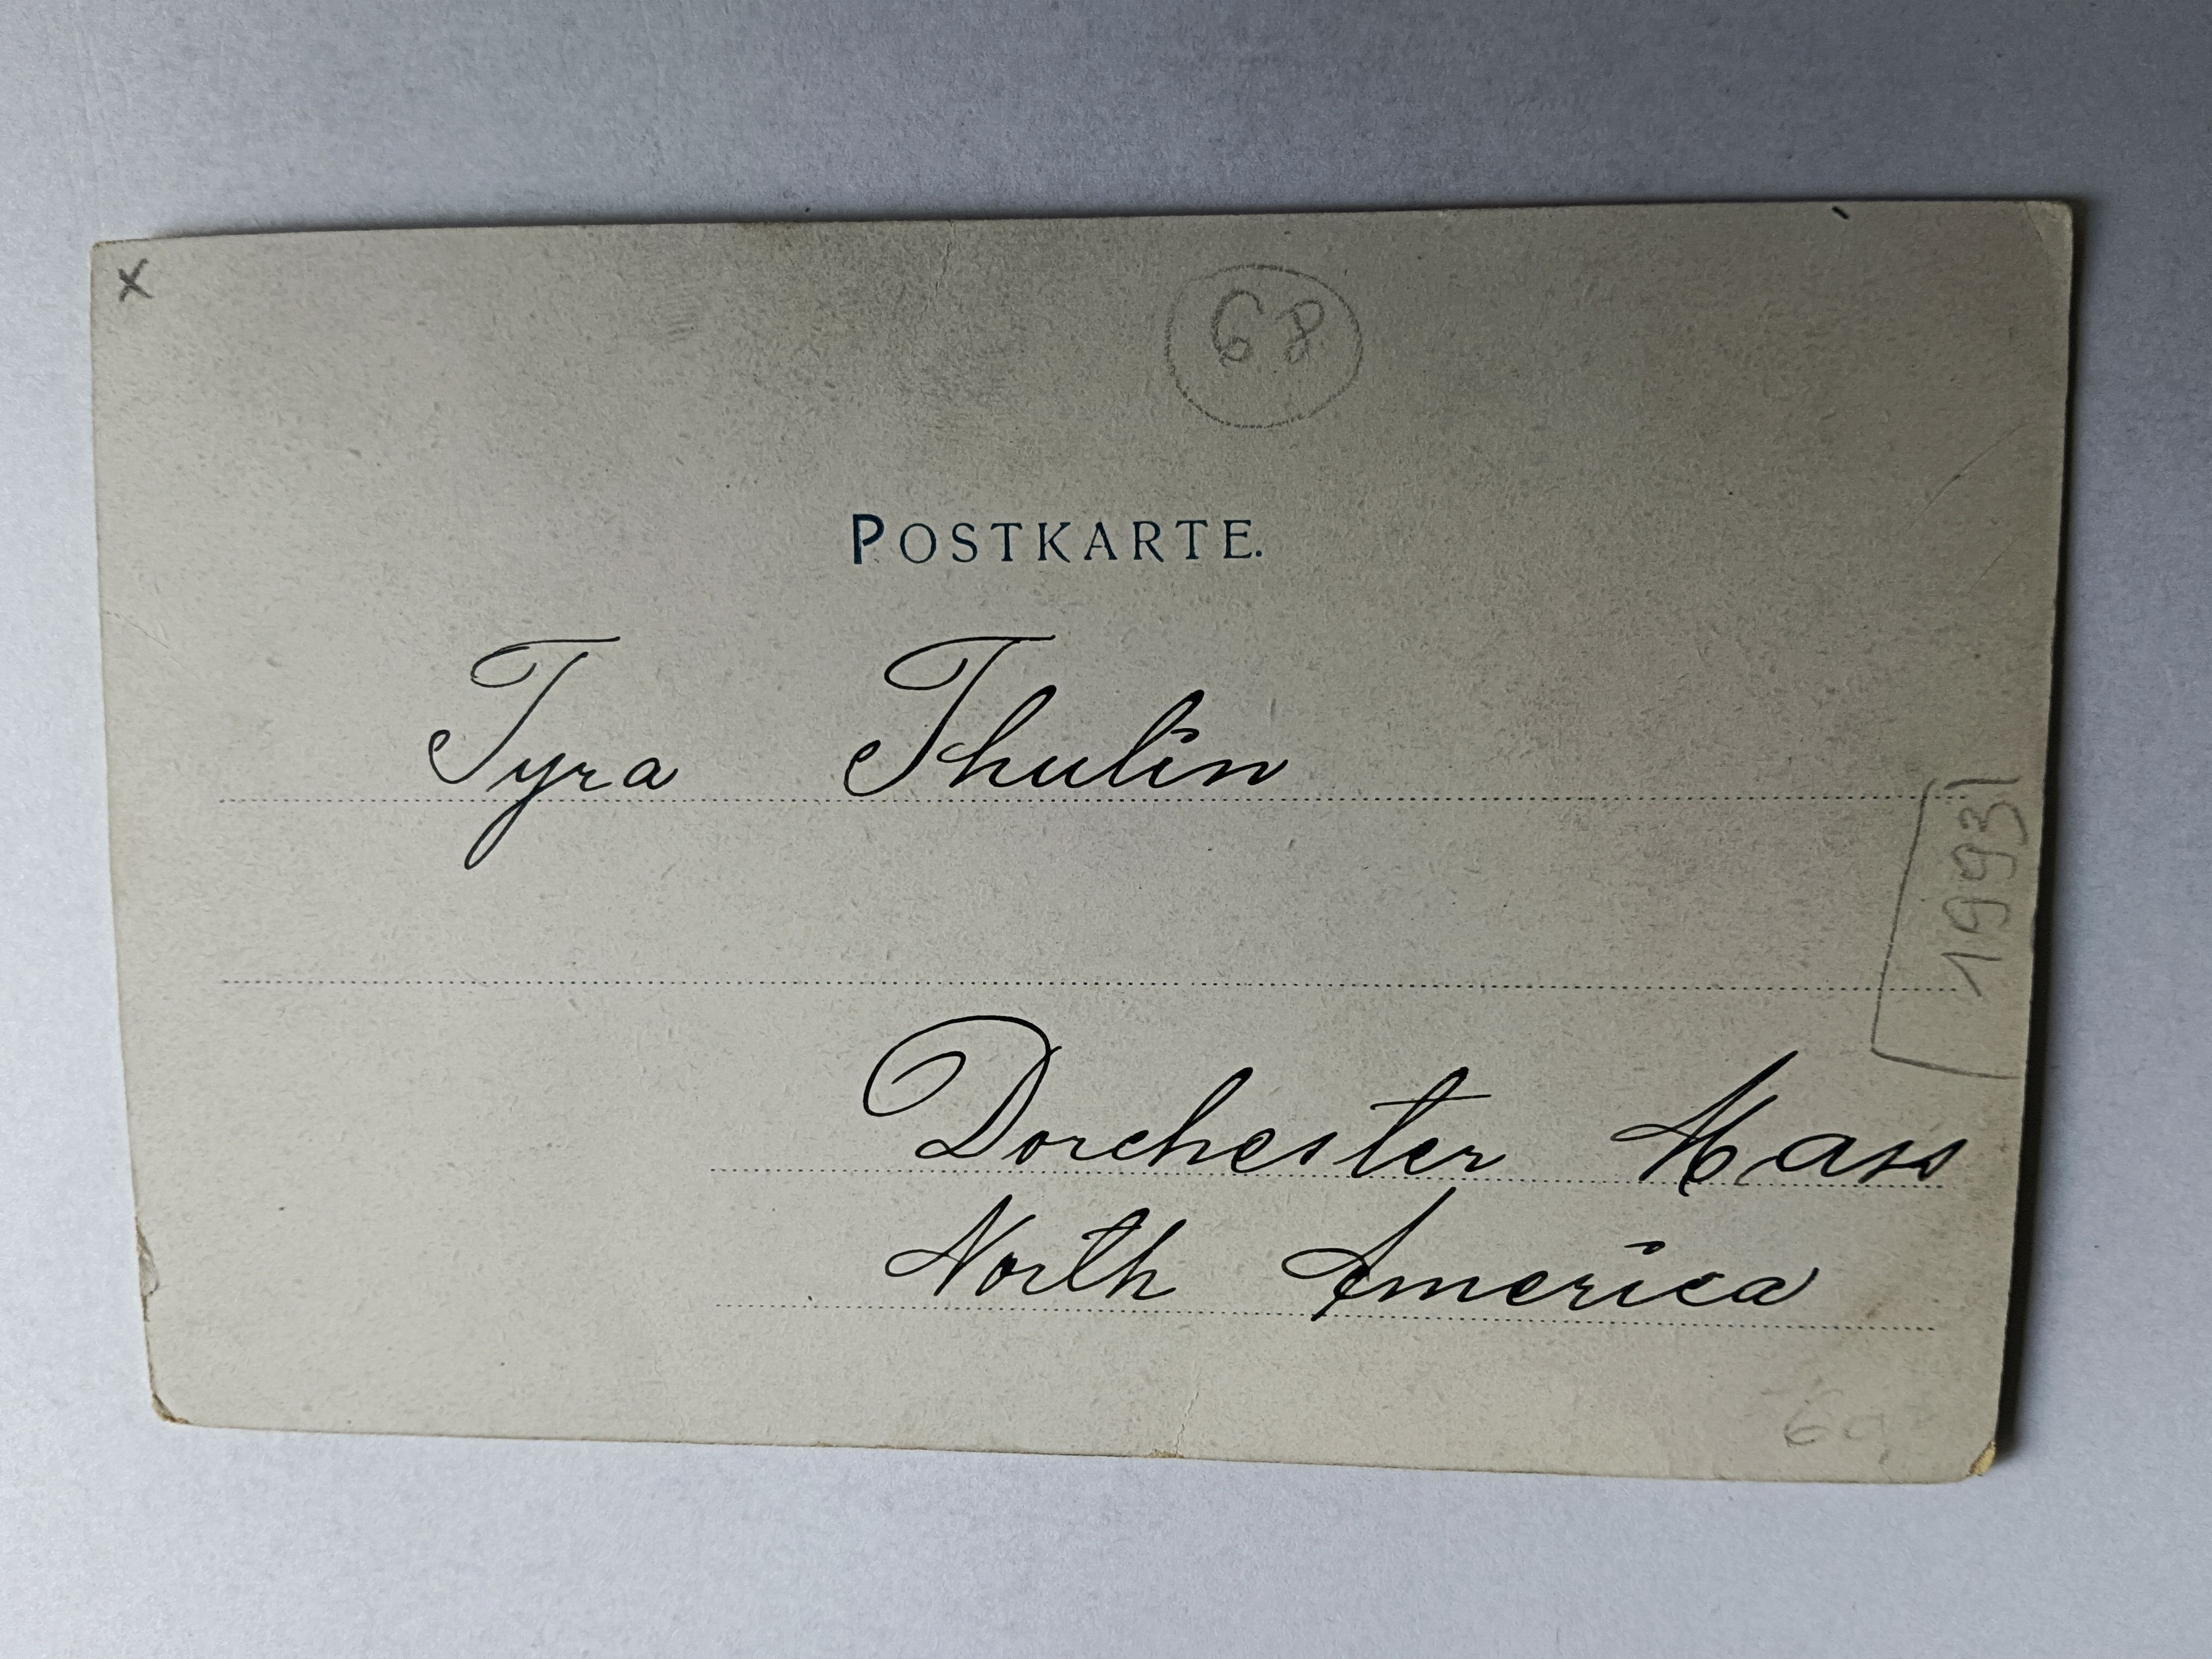 x
68
POSTKARTE.
Tyra Thulin
1993
Dorchester Mass
North America